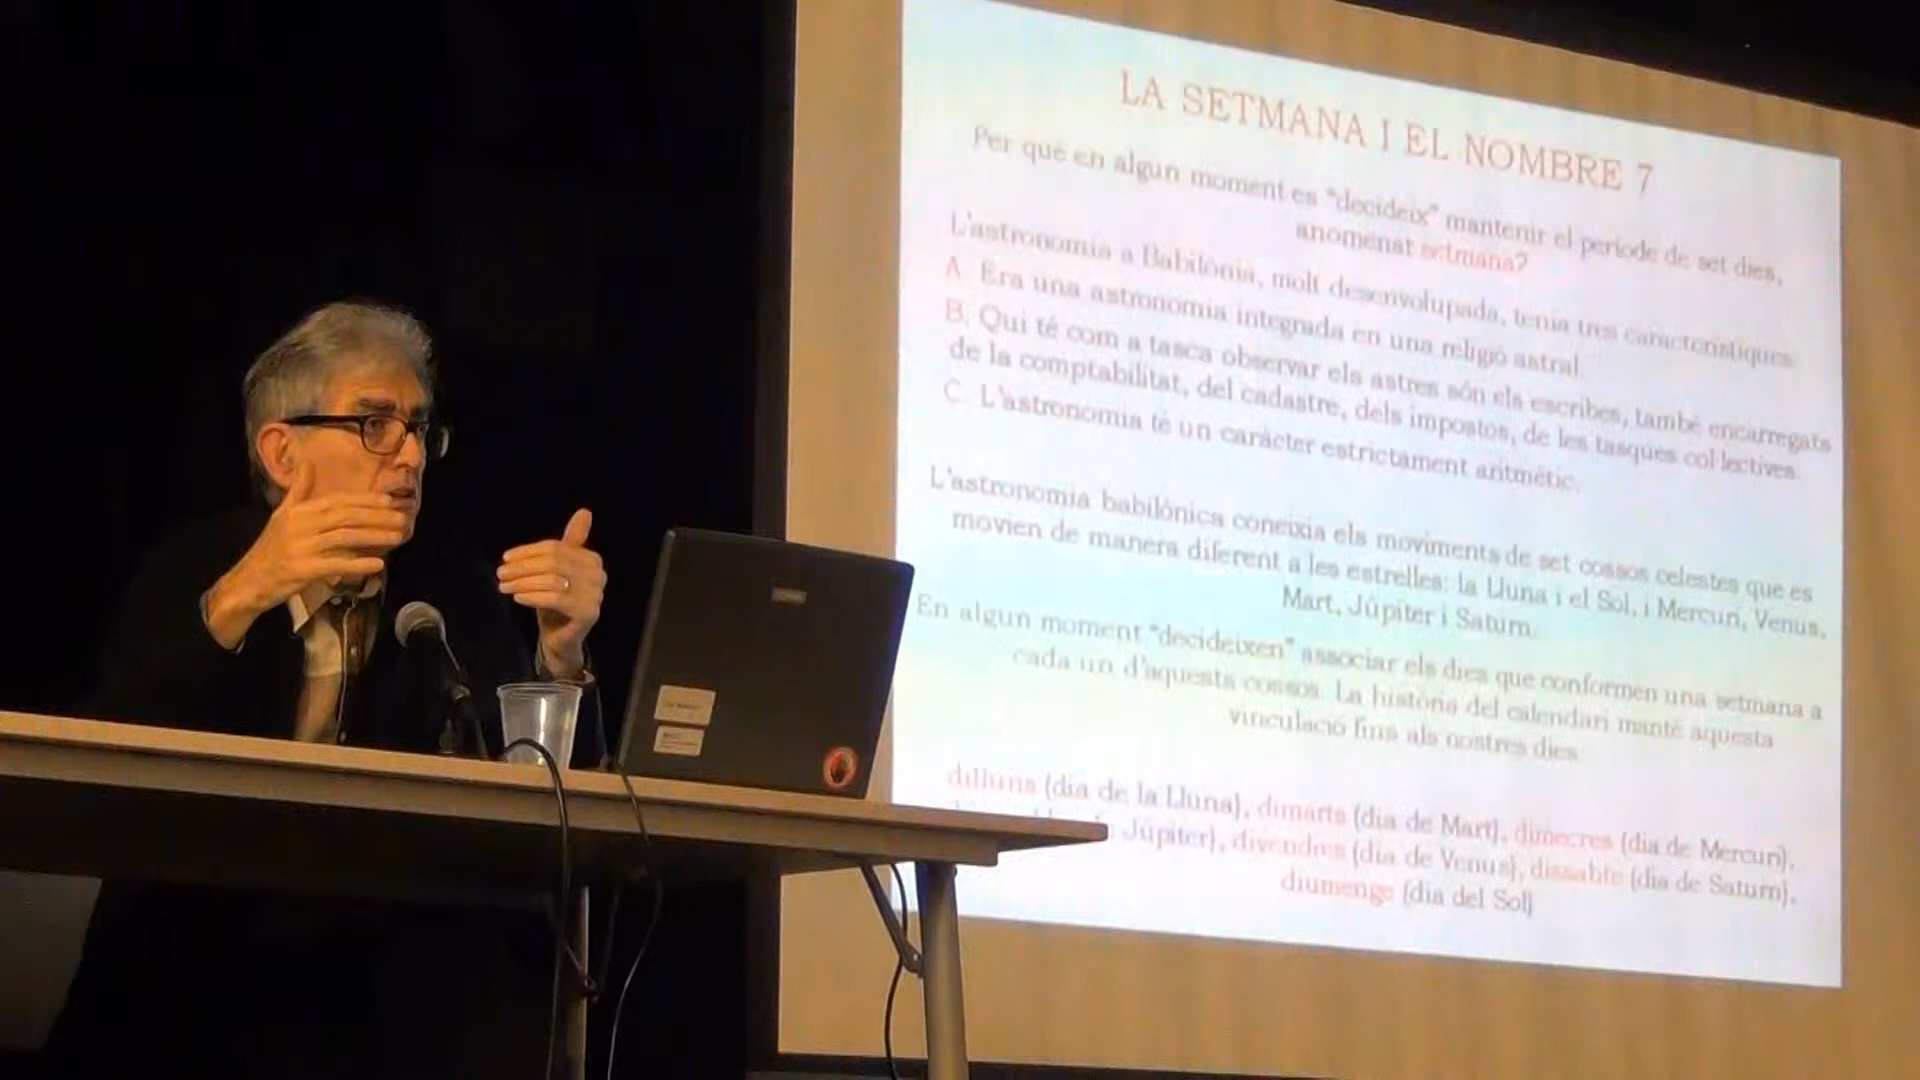 LA SETMANA I EL NOMBRE 7
Per què en algun moment es "decideix" mantenir el període de set dies,
anomenat setmana?
L'astronomia a Babilònia, molt desenvolupada, tenia tres característiques:
A. Era una astronomia integrada en una religió astral.
B. Qui té com a tasca observar els astres són els escribes, també encarregats
de la comptabilitat, del cadastre, dels impostos, de les tasques col·lectives.
C. L'astronomia té un caràcter estrictament aritmètic.
L'astronomia babilònica coneixia els moviments de set cossos celestes que es
movien de manera diferent a les estrelles: la Lluna i el Sol, i Mercuri, Venus,
Mart, Júpiter i Saturn.
En algun moment "decideixen" associar els dies que conformen una setmana a
cada un d'aquests cossos. La història del calendari manté aquesta
vinculació fins als nostres dies
dilluns (dia de la Lluna), dimarts (dia de Mart), dimecres (dia de Mercuri),
Júpiter), divendres (dia de Venus), dissabte (dia de Saturn),
diumenge (dia del Sol)